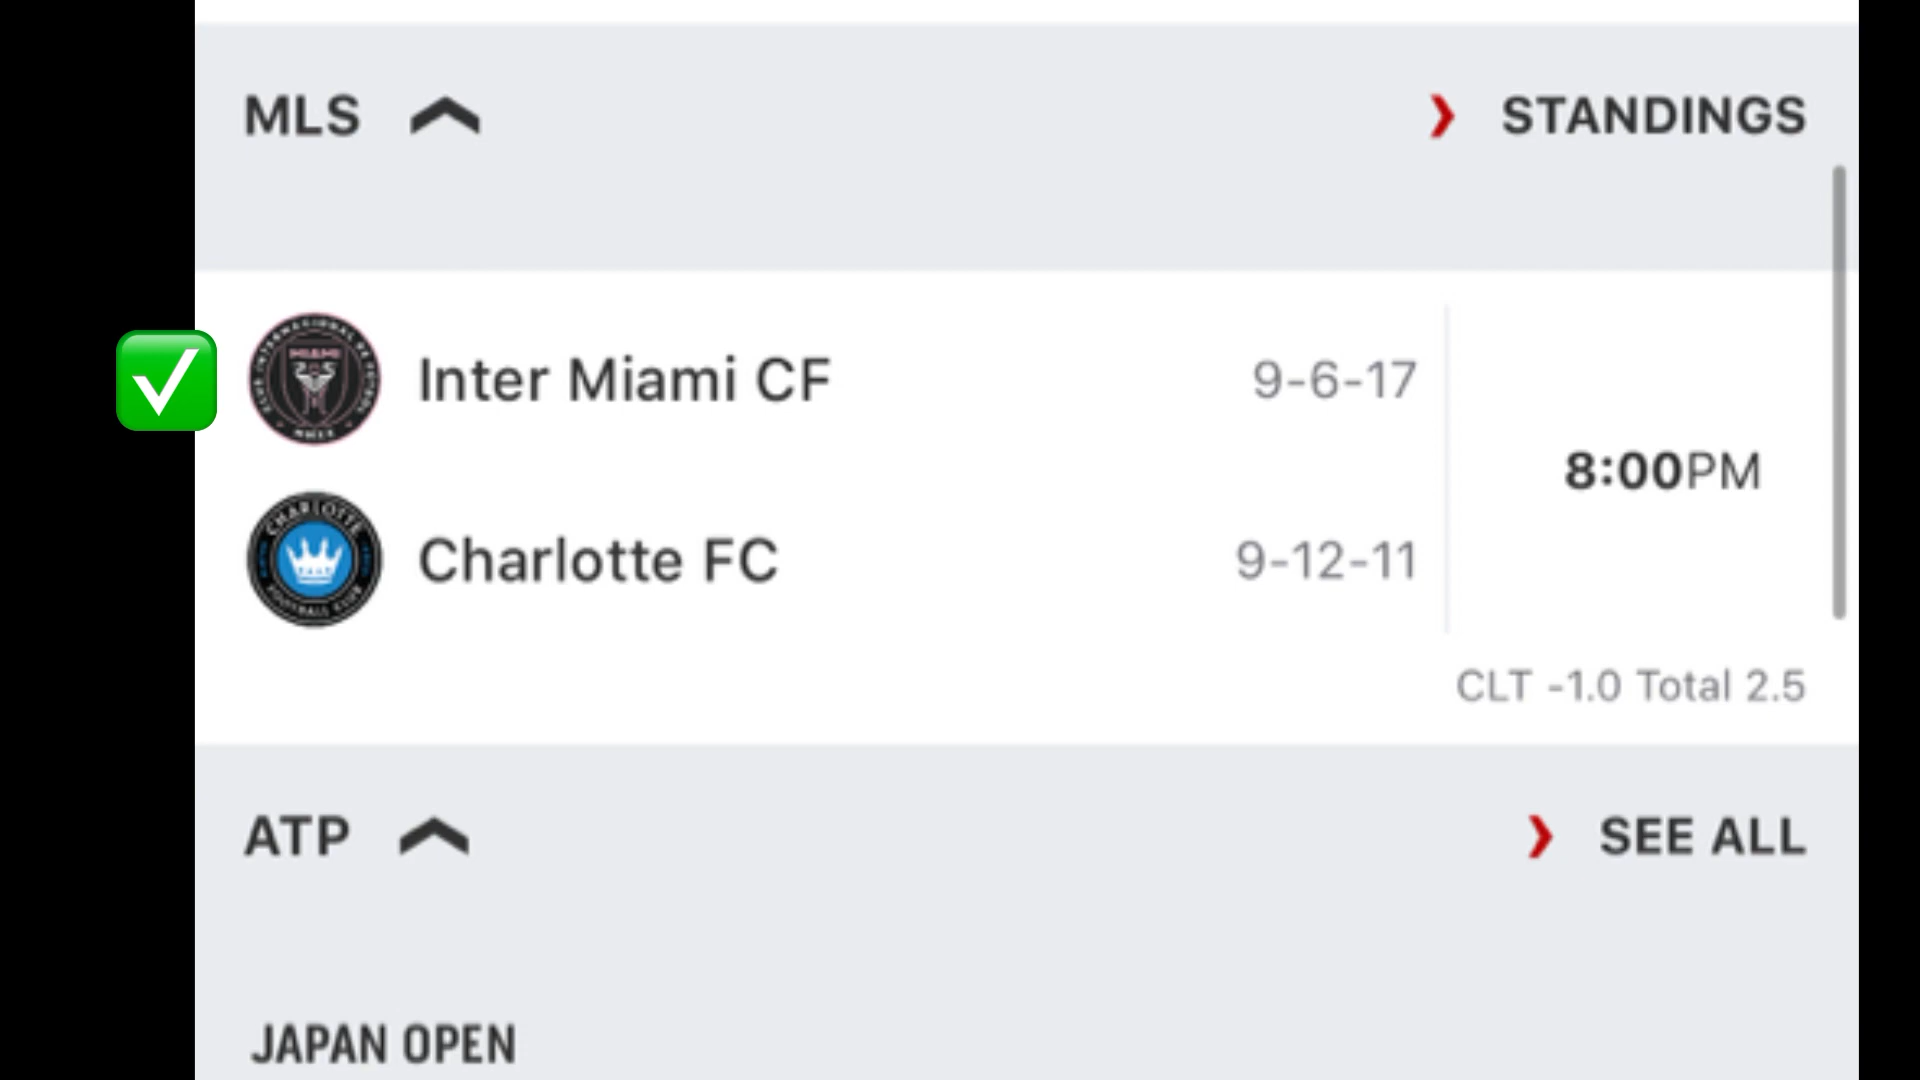 MLS STANDINGS
Inter Miami CF 9-6-17
8:00PM
Charlotte FC 9-12-11
CLT -1.0 Total 2.5
ATP SEE ALL
JAPAN OPEN